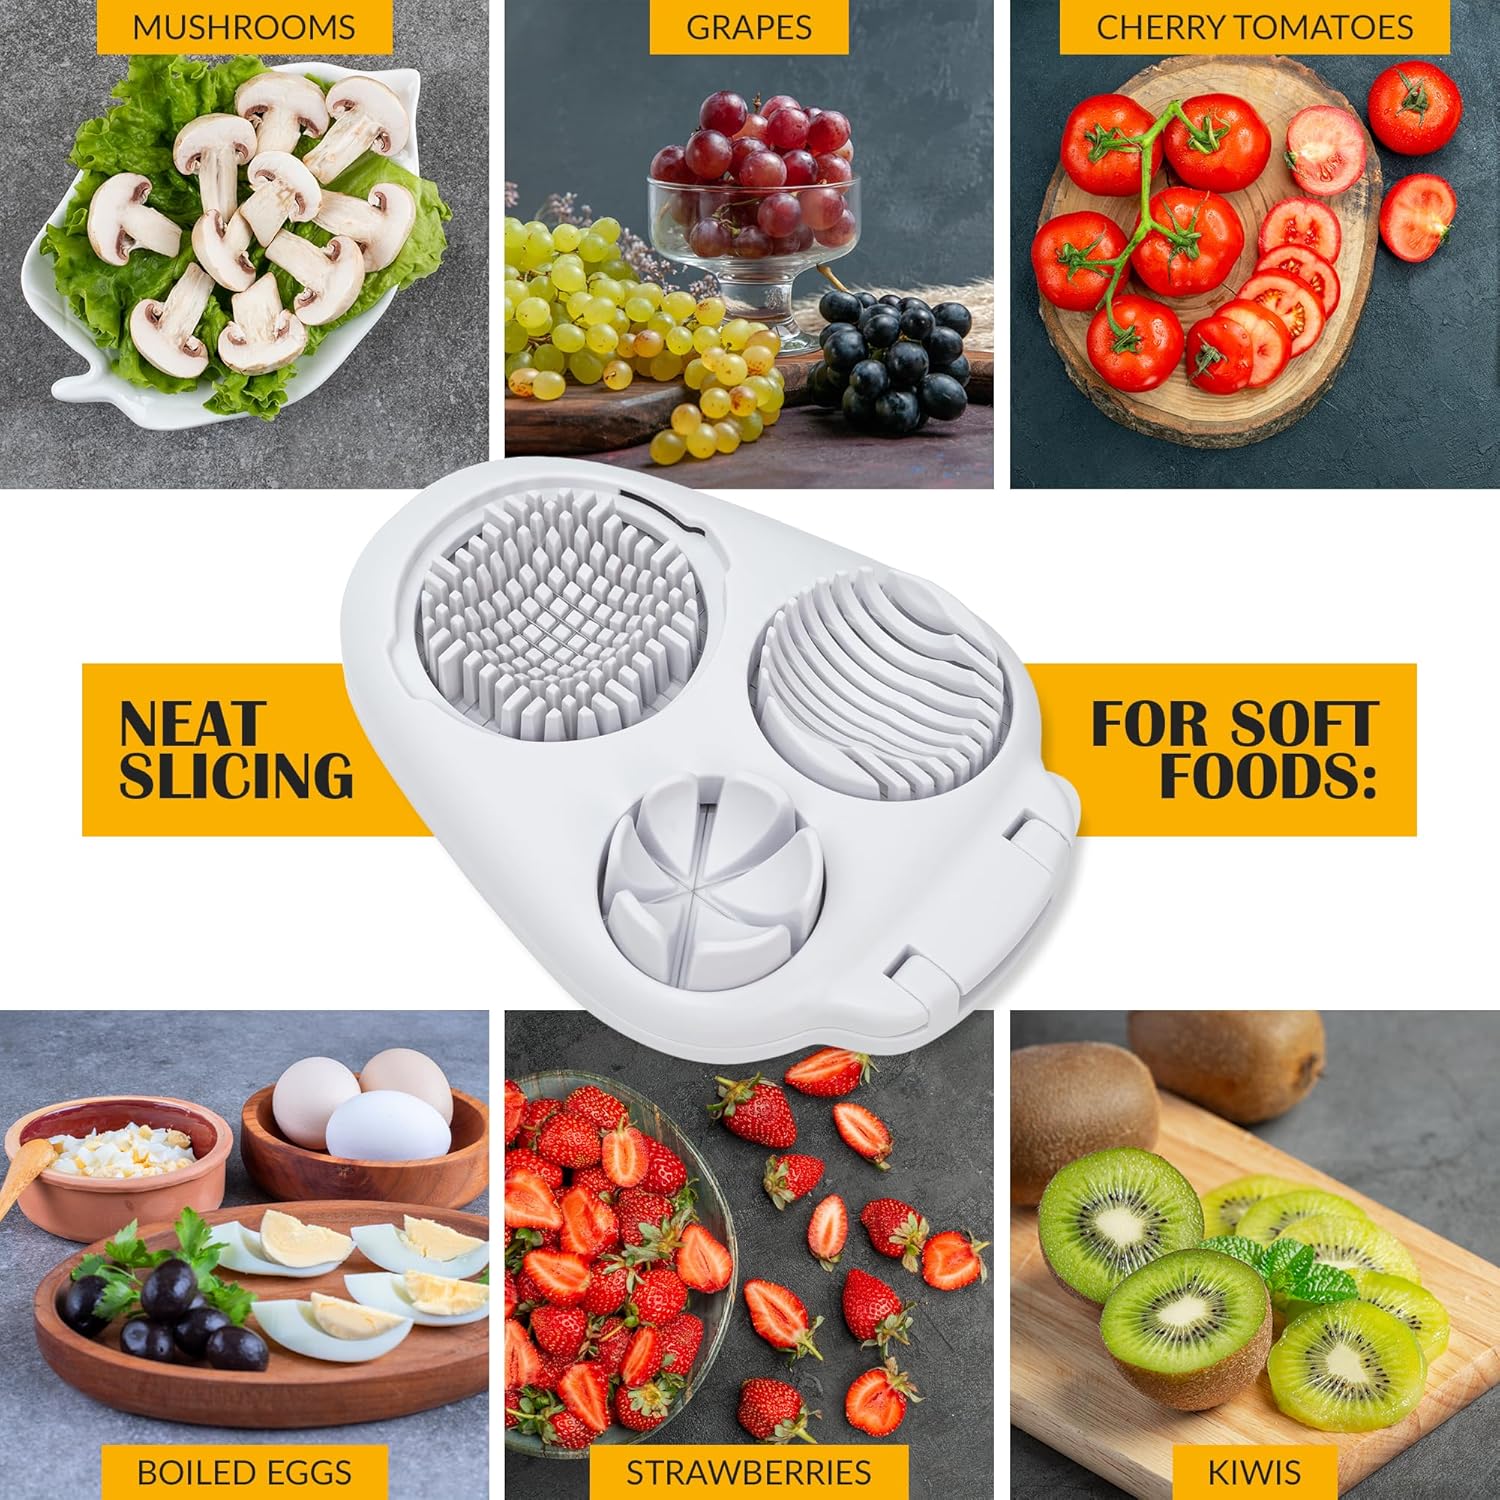 MUSHROOMS
GRAPES
CHERRY TOMATOES
NEAT
SLICING
FOR SOFT
FOODS:
BOILED EGGS
STRAWBERRIES
KIWIS